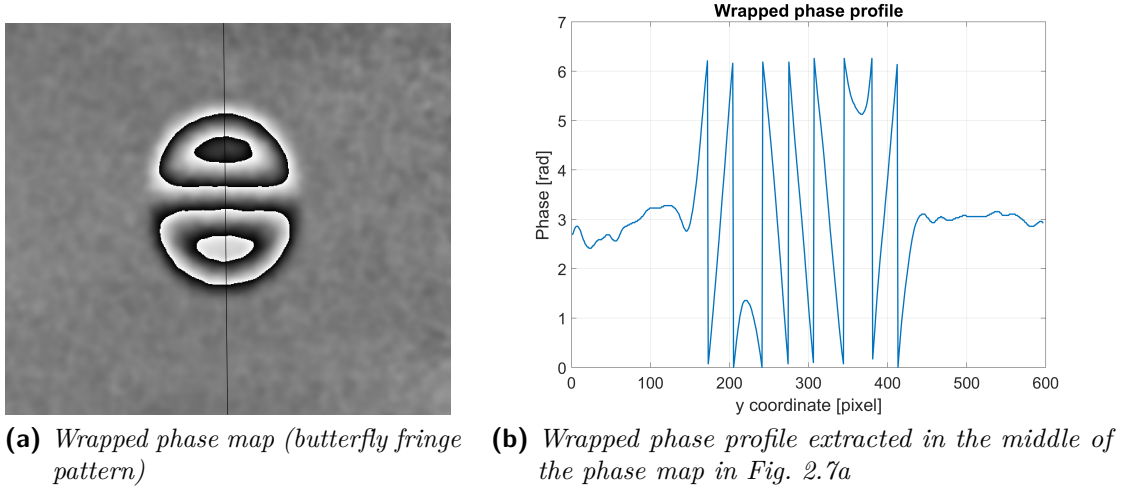 Wrapped phase profile
7
6
5
4
3
2
1
0
Phase [rad]
0 100 200 300 400 500 600
y coordinate [pixel]
(a) Wrapped phase map (butterfly fringe
pattern)
(b) Wrapped phase profile extracted in the middle of
the phase map in Fig. 2.7a